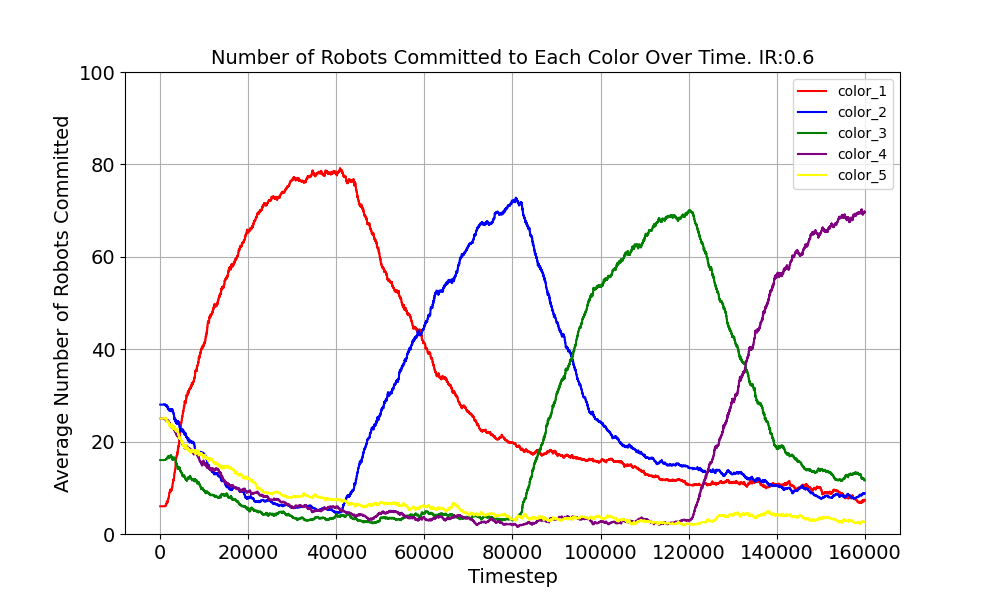 Number of Robots Committed to Each Color Over Time. IR:0.6
Average Number of Robots Committed
100
80
60
40
20
0
color_1
color_2
color_3
color_4
color_5
0 20000 40000 60000 80000 100000 120000 140000 160000
Timestep